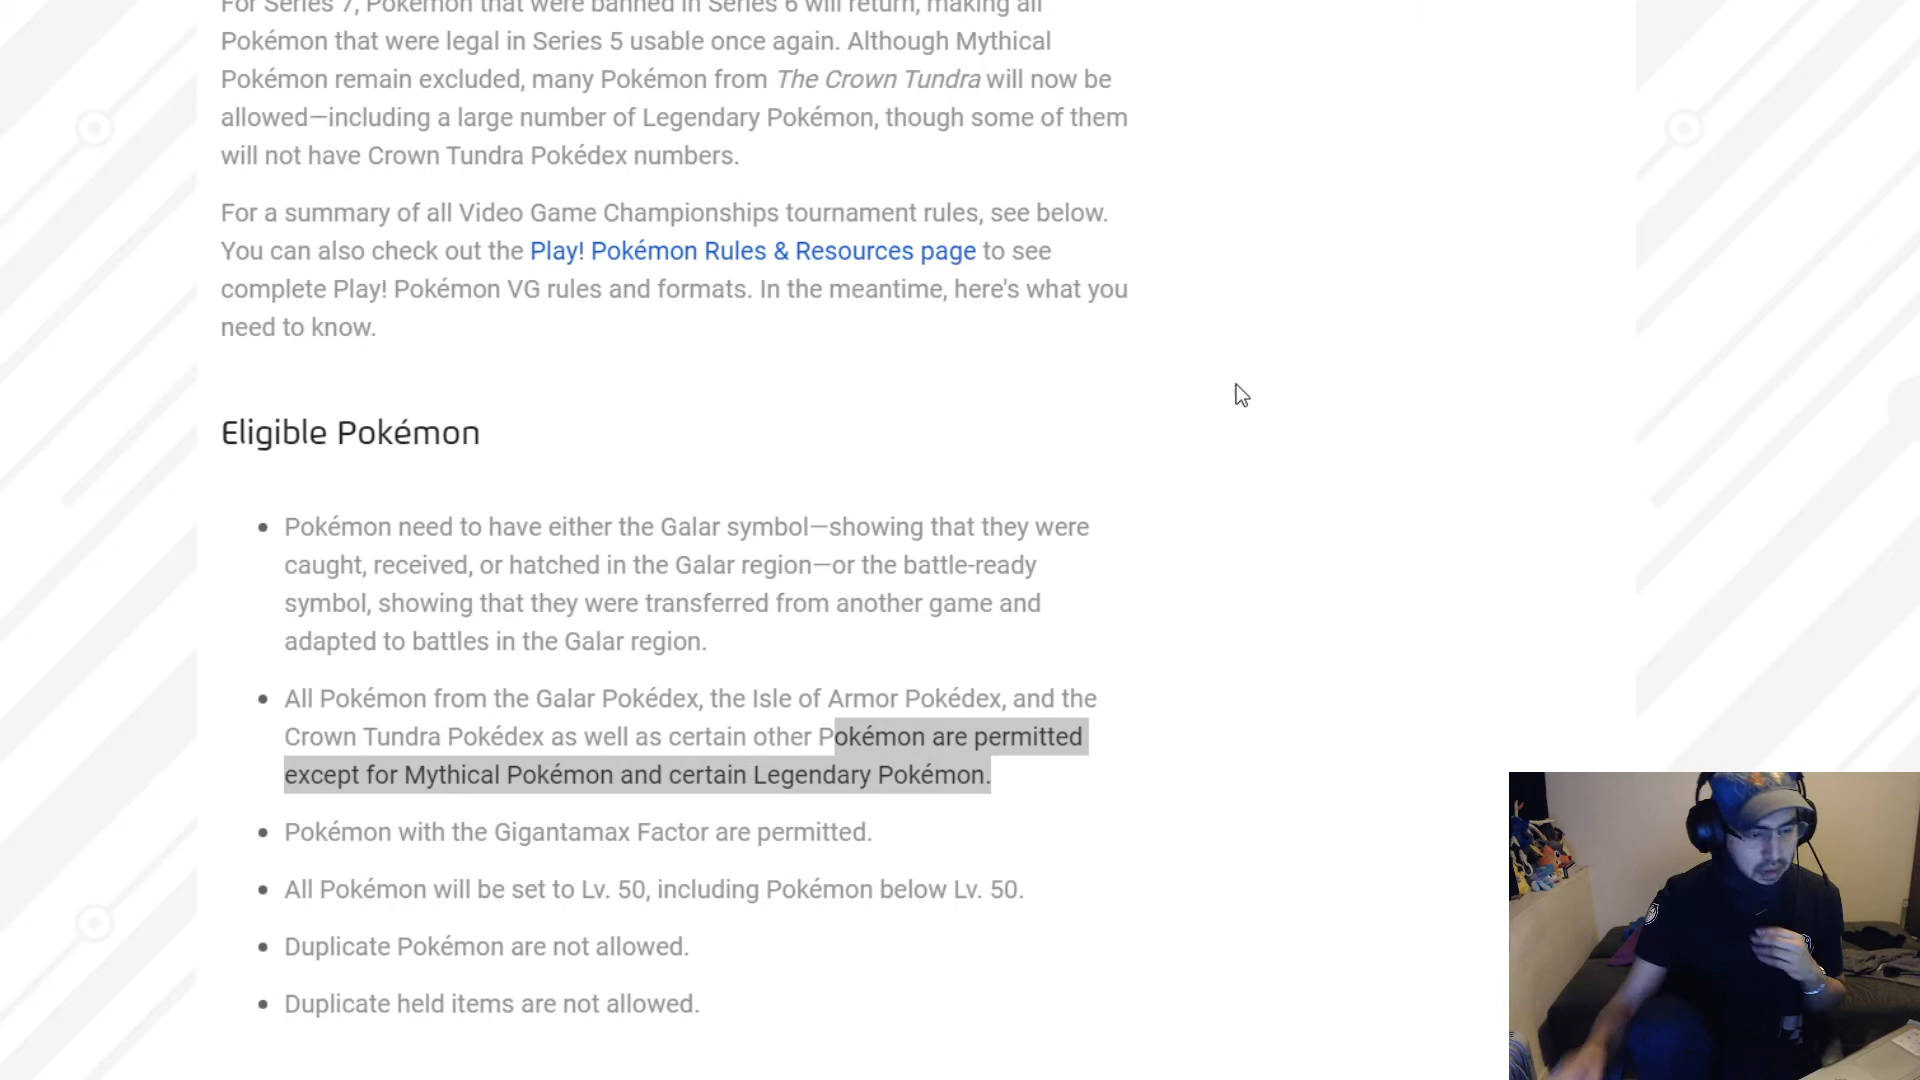 For Series 7, Pokémon that were banned in Series 6 will return, making all
Pokémon that were legal in Series 5 usable once again. Although Mythical
Pokémon remain excluded, many Pokémon from The Crown Tundra will now be
allowed—including a large number of Legendary Pokémon, though some of them
will not have Crown Tundra Pokédex numbers.
For a summary of all Video Game Championships tournament rules, see below.
You can also check out the Play! Pokémon Rules & Resources page to see
complete Play! Pokémon VG rules and formats. In the meantime, here's what you
need to know.
Eligible Pokémon
• Pokémon need to have either the Galar symbol—showing that they were
caught, received, or hatched in the Galar region—or the battle-ready
symbol, showing that they were transferred from another game and
adapted to battles in the Galar region.
• All Pokémon from the Galar Pokédex, the Isle of Armor Pokédex, and the
Crown Tundra Pokédex as well as certain other Pokémon are permitted
except for Mythical Pokémon and certain Legendary Pokémon.
• Pokémon with the Gigantamax Factor are permitted.
• All Pokémon will be set to Lv. 50, including Pokémon below Lv. 50.
• Duplicate Pokémon are not allowed.
• Duplicate held items are not allowed.